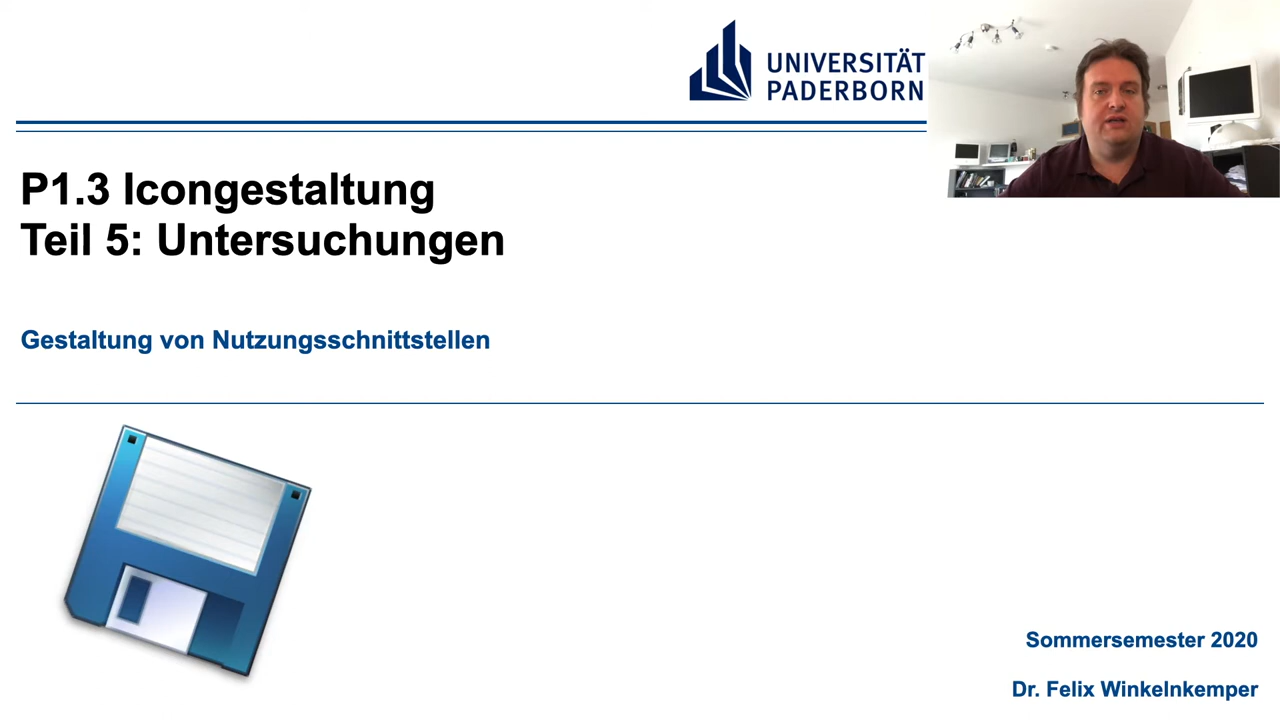 UNIVERSITÄT
PADERBORN
P1.3 Icongestaltung
Teil 5: Untersuchungen
Gestaltung von Nutzungsschnittstellen
Sommersemester 2020
Dr. Felix Winkelnkemper